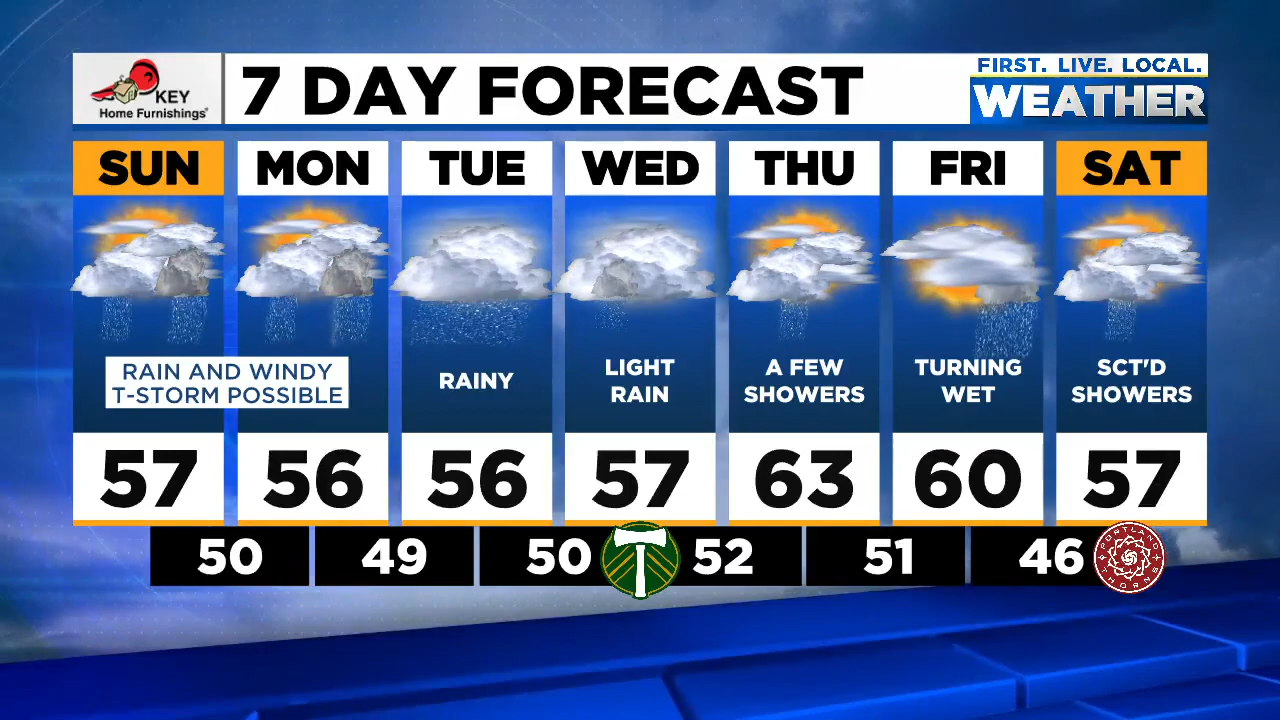 KEY
Home Furnishings®
7 DAY FORECAST
FIRST. LIVE. LOCAL.
WEATHER
SUN MON TUE WED THU FRI SAT
RAIN AND WINDY
T-STORM POSSIBLE
RAINY
LIGHT
RAIN
A FEW
SHOWERS
TURNING
WET
SCT'D
SHOWERS
57 56 56 57 63 60 57
50 49 50 52 51 46
PORTLAND
THORNS